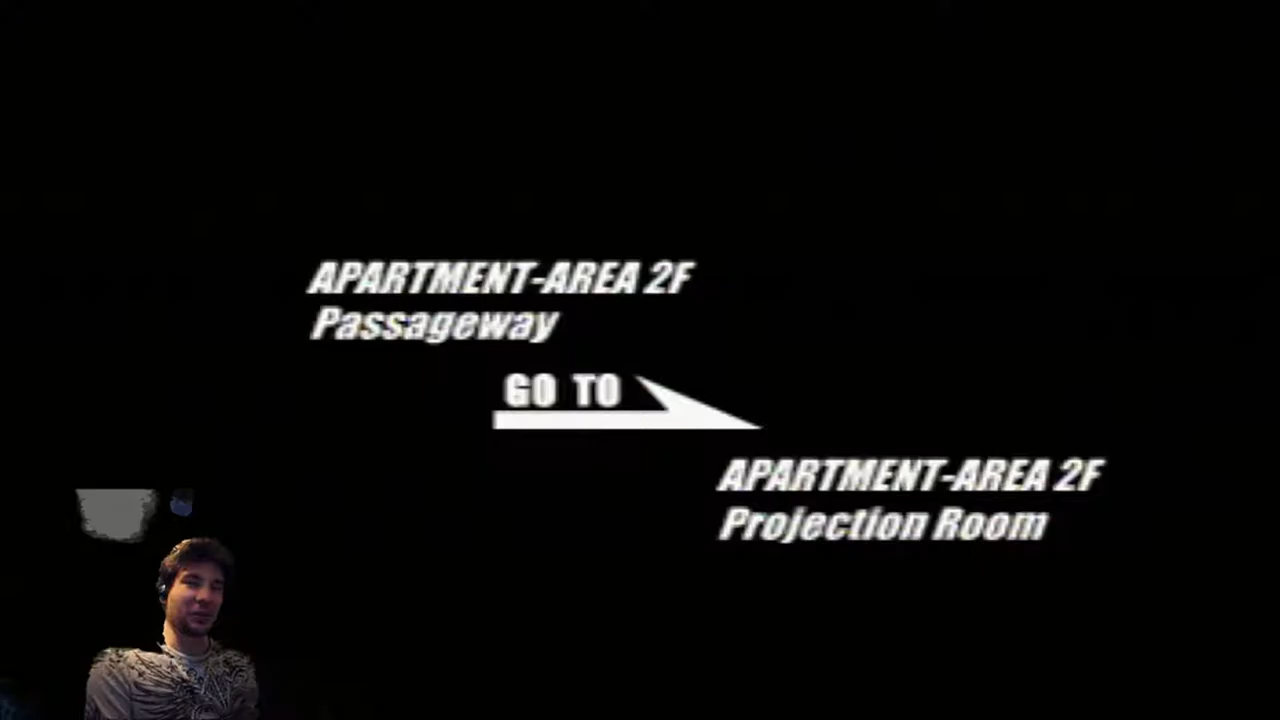 APARTMENT-AREA 2F
Passageway
GO TO
APARTMENT-AREA 2F
Projection Room